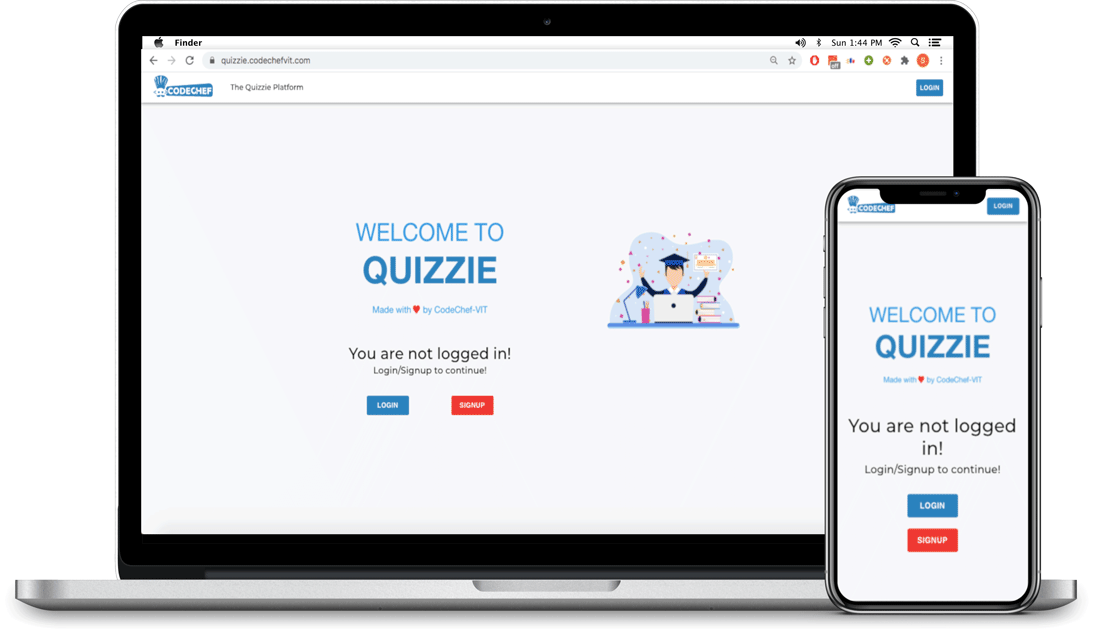 Finder
Sun 1:44 PM
quizzie.codechefvit.com
off
S
CODECHEF
The Quizzie Platform
LOGIN
WELCOME TO
QUIZZIE
Made with ❤ by CodeChef-VIT
You are not logged in!
Login/Signup to continue!
LOGIN
SIGNUP
CODECHEF
LOGIN
WELCOME TO
QUIZZIE
Made with ❤ by CodeChef-VIT
You are not logged
in!
Login/Signup to continue!
LOGIN
SIGNUP